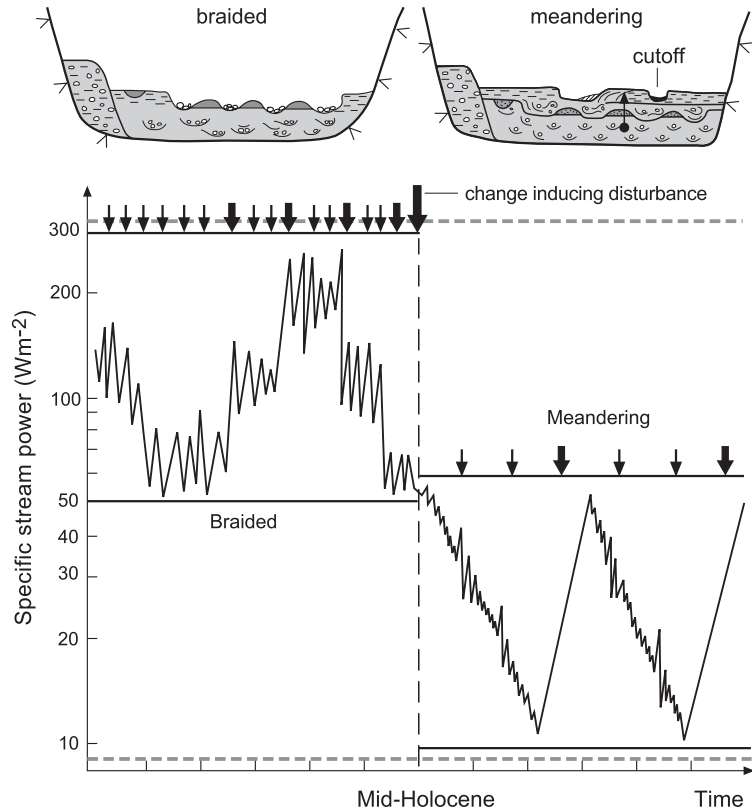 braided
meandering
cutoff
change inducing disturbance
300
200
100
50
40
30
20
10
Specific stream power (Wm-2)
Meandering
Braided
Mid-Holocene
Time